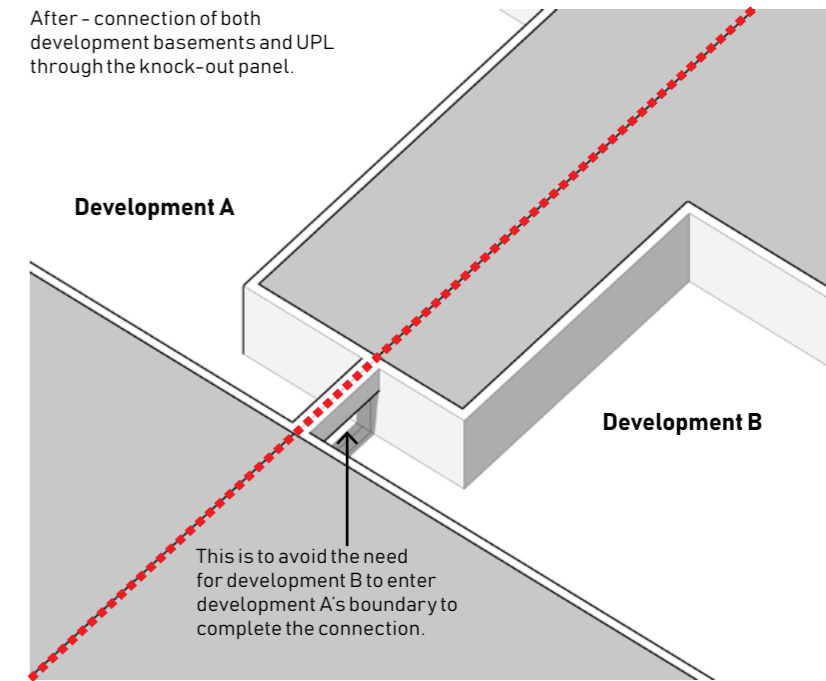 After - connection of both
development basements and UPL
through the knock-out panel.
Development A
Development B
This is to avoid the need
for development B to enter
development A's boundary to
complete the connection.